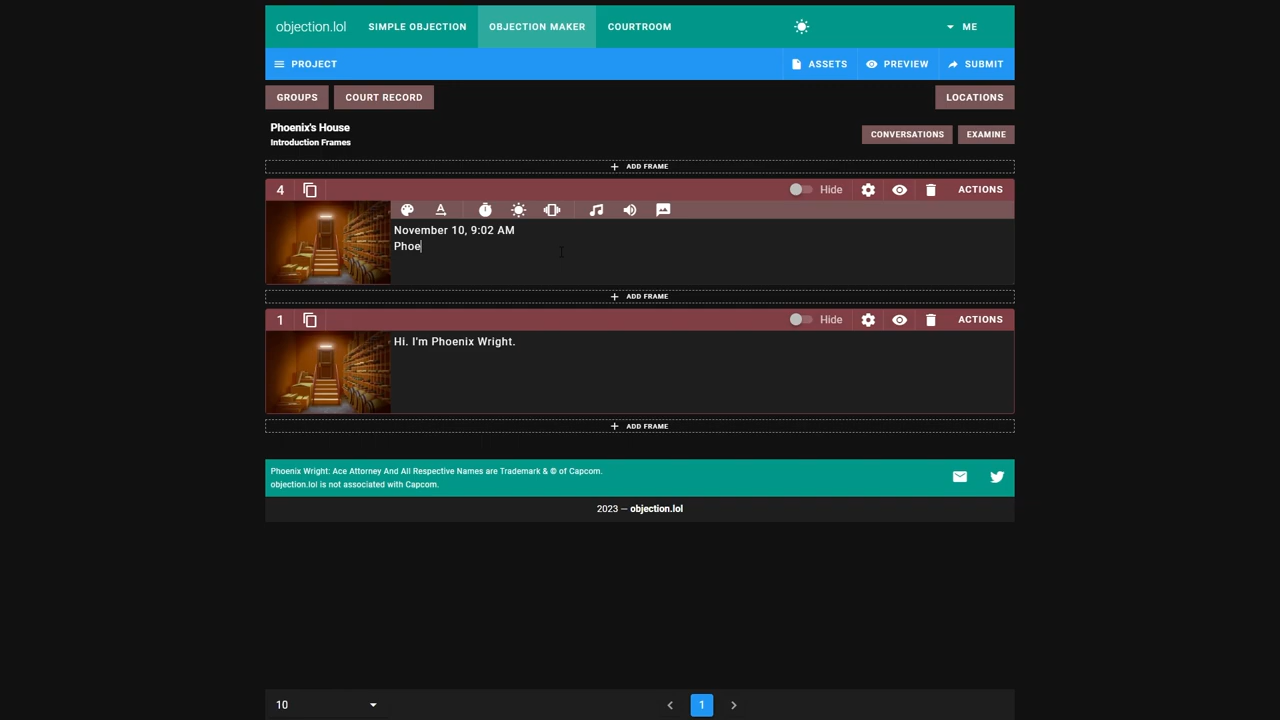 objection.lol SIMPLE OBJECTION OBJECTION MAKER COURTROOM ME
PROJECT ASSETS PREVIEW SUBMIT
GROUPS COURT RECORD LOCATIONS
Phoenix's House
Introduction Frames
CONVERSATIONS EXAMINE
ADD FRAME
4 Hide ACTIONS
November 10, 9:02 AM
Phoe
ADD FRAME
1 Hide ACTIONS
Hi. I'm Phoenix Wright.
ADD FRAME
Phoenix Wright: Ace Attorney And All Respective Names are Trademark & © of Capcom.
objection.lol is not associated with Capcom.
2023 — objection.lol
10 1